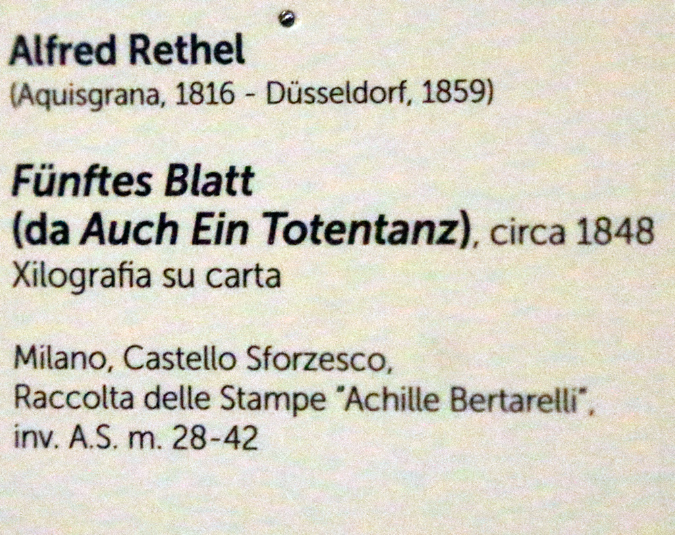 Alfred Rethel
(Aquisgrana, 1816 - Düsseldorf, 1859)
Fünftes Blatt
(da Auch Ein Totentanz), circa 1848
Xilografia su carta
Milano, Castello Sforzesco,
Raccolta delle Stampe "Achille Bertarelli",
inv. A.S. m. 28-42